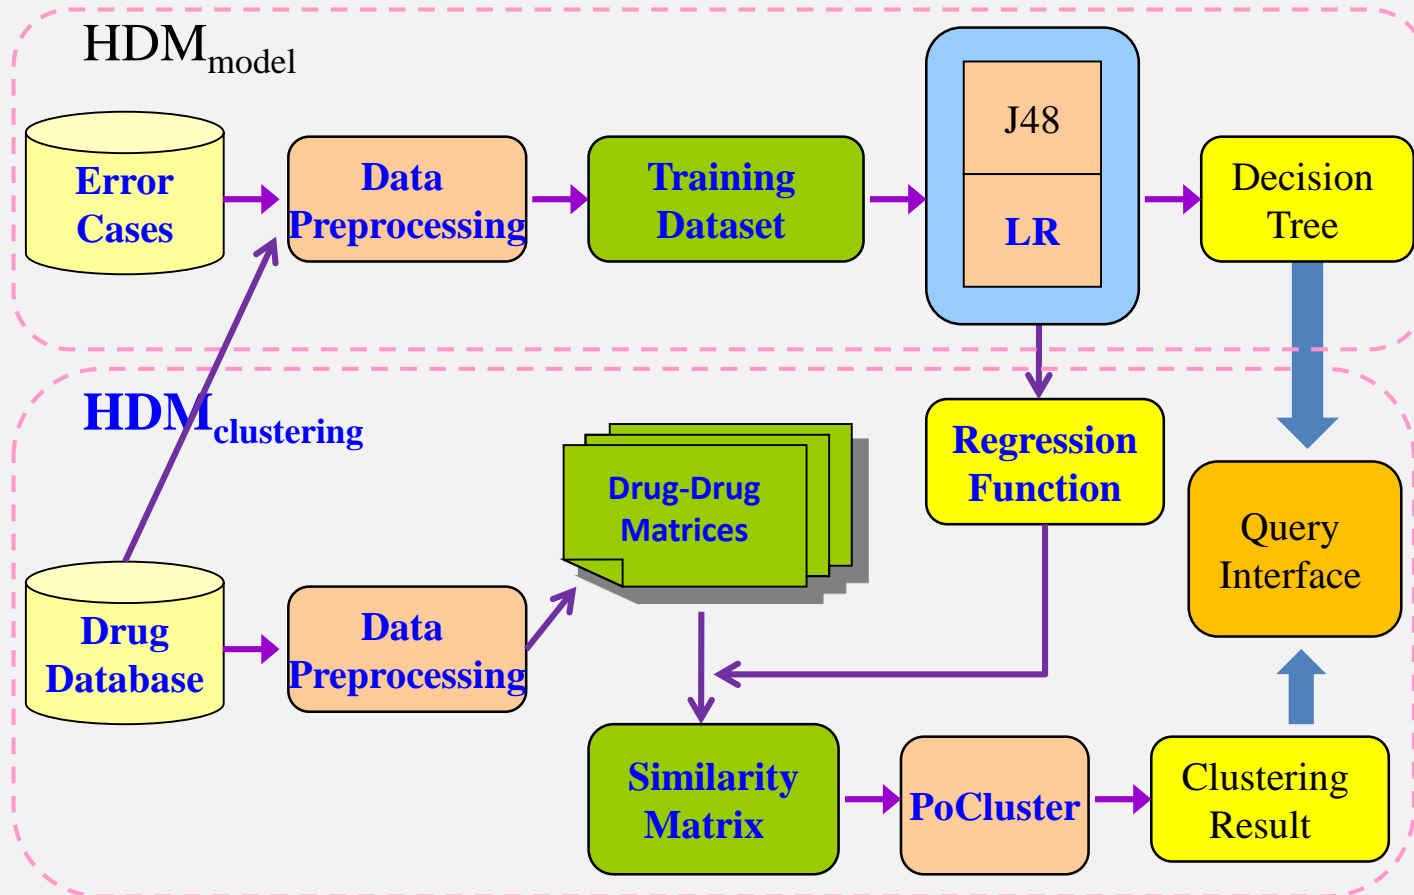 HDMmodel
Error
Cases
Data
Preprocessing
Training
Dataset
J48
LR
Decision
Tree
HDMclustering
Drug-Drug
Matrices
Regression
Function
Query
Interface
Drug
Database
Data
Preprocessing
Similarity
Matrix
PoCluster
Clustering
Result